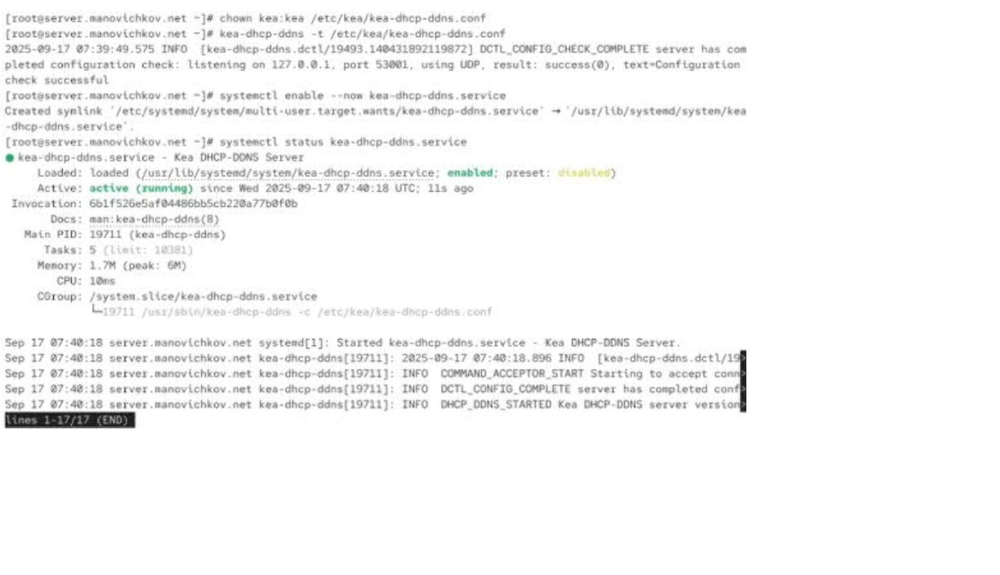 [root@server.manovichkov.net ~]# chown kea:kea /etc/kea/kea-dhcp-ddns.conf
[root@server.manovichkov.net ~]# kea-dhcp-ddns -t /etc/kea/kea-dhcp-ddns.conf
2025-09-17 07:39:49.575 INFO  [kea-dhcp-ddns.dctl/19493.140431892119872] DCTL_CONFIG_CHECK_COMPLETE server has com
pleted configuration check: listening on 127.0.0.1, port 53001, using UDP, result: success(0), text=Configuration
check successful
[root@server.manovichkov.net ~]# systemctl enable --now kea-dhcp-ddns.service
Created symlink '/etc/systemd/system/multi-user.target.wants/kea-dhcp-ddns.service' → '/usr/lib/systemd/system/kea
-dhcp-ddns.service'.
[root@server.manovichkov.net ~]# systemctl status kea-dhcp-ddns.service
● kea-dhcp-ddns.service - Kea DHCP-DDNS Server
     Loaded: loaded (/usr/lib/systemd/system/kea-dhcp-ddns.service; enabled; preset: disabled)
     Active: active (running) since Wed 2025-09-17 07:40:18 UTC; 11s ago
 Invocation: 6b1f526e5af04486bb5cb220a77b0f0b
       Docs: man:kea-dhcp-ddns(8)
   Main PID: 19711 (kea-dhcp-ddns)
      Tasks: 5 (limit: 10381)
     Memory: 1.7M (peak: 6M)
        CPU: 10ms
     CGroup: /system.slice/kea-dhcp-ddns.service
             └─19711 /usr/sbin/kea-dhcp-ddns -c /etc/kea/kea-dhcp-ddns.conf
Sep 17 07:40:18 server.manovichkov.net systemd[1]: Started kea-dhcp-ddns.service - Kea DHCP-DDNS Server.
Sep 17 07:40:18 server.manovichkov.net kea-dhcp-ddns[19711]: 2025-09-17 07:40:18.896 INFO  [kea-dhcp-ddns.dctl/19>
Sep 17 07:40:18 server.manovichkov.net kea-dhcp-ddns[19711]: INFO  COMMAND_ACCEPTOR_START Starting to accept conn>
Sep 17 07:40:18 server.manovichkov.net kea-dhcp-ddns[19711]: INFO  DCTL_CONFIG_COMPLETE server has completed conf>
Sep 17 07:40:18 server.manovichkov.net kea-dhcp-ddns[19711]: INFO  DHCP_DDNS_STARTED Kea DHCP-DDNS server version>
lines 1-17/17 (END)